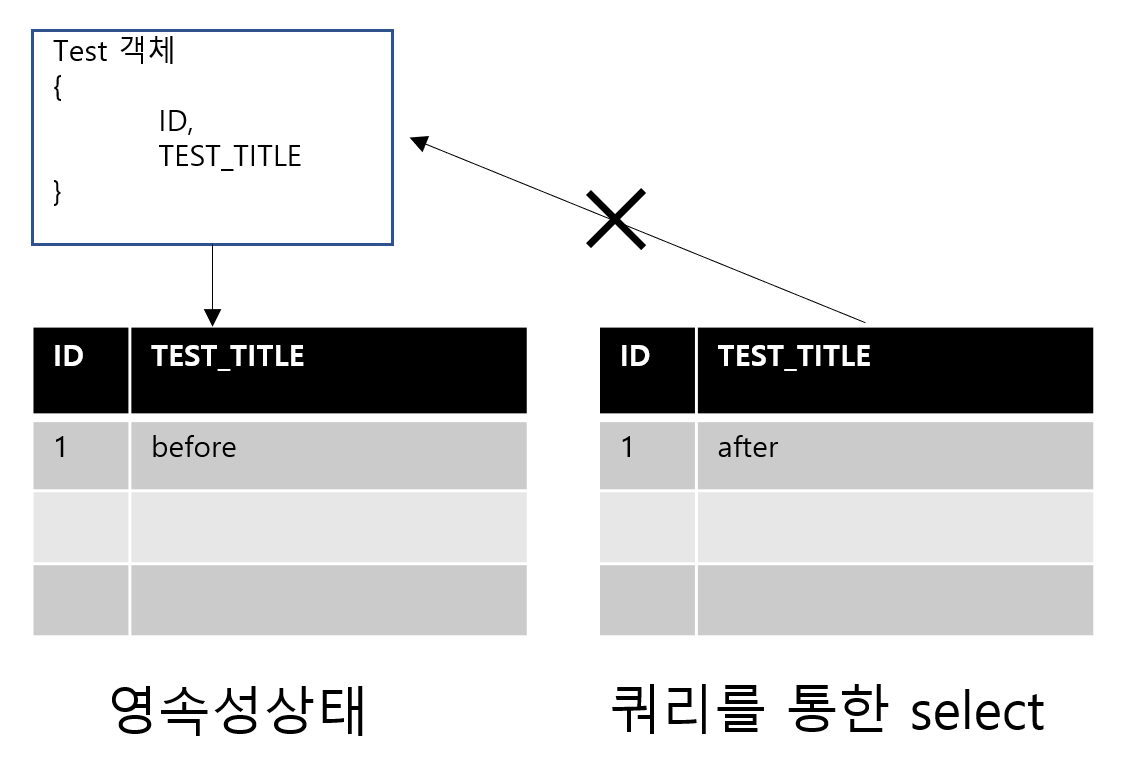 Test 객체
{
ID,
TEST_TITLE
}
ID TEST_TITLE
1 before
ID TEST_TITLE
1 after
영속성상태
쿼리를 통한 select